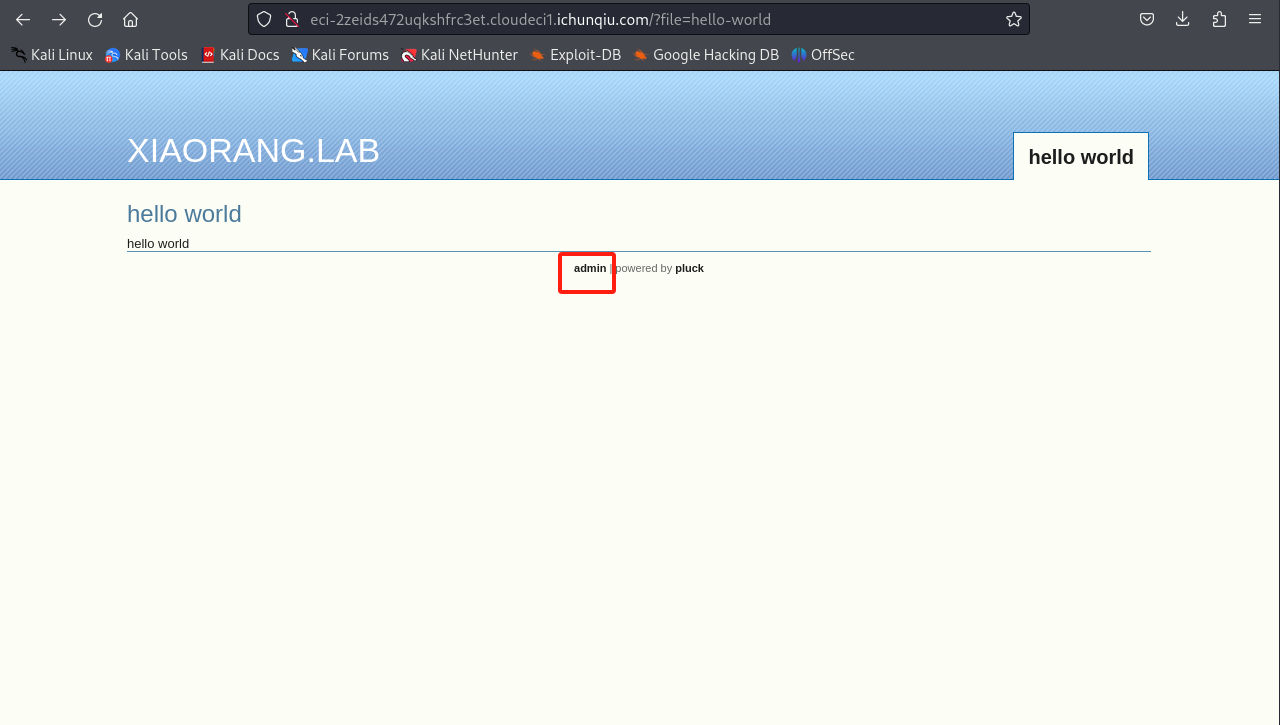 eci-2zeids472uqkshfrc3et.cloudeci1.ichunqiu.com/?file=hello-world
Kali Linux Kali Tools Kali Docs Kali Forums Kali NetHunter Exploit-DB Google Hacking DB OffSec
XIAORANG.LAB
hello world
hello world
hello world
admin | powered by pluck